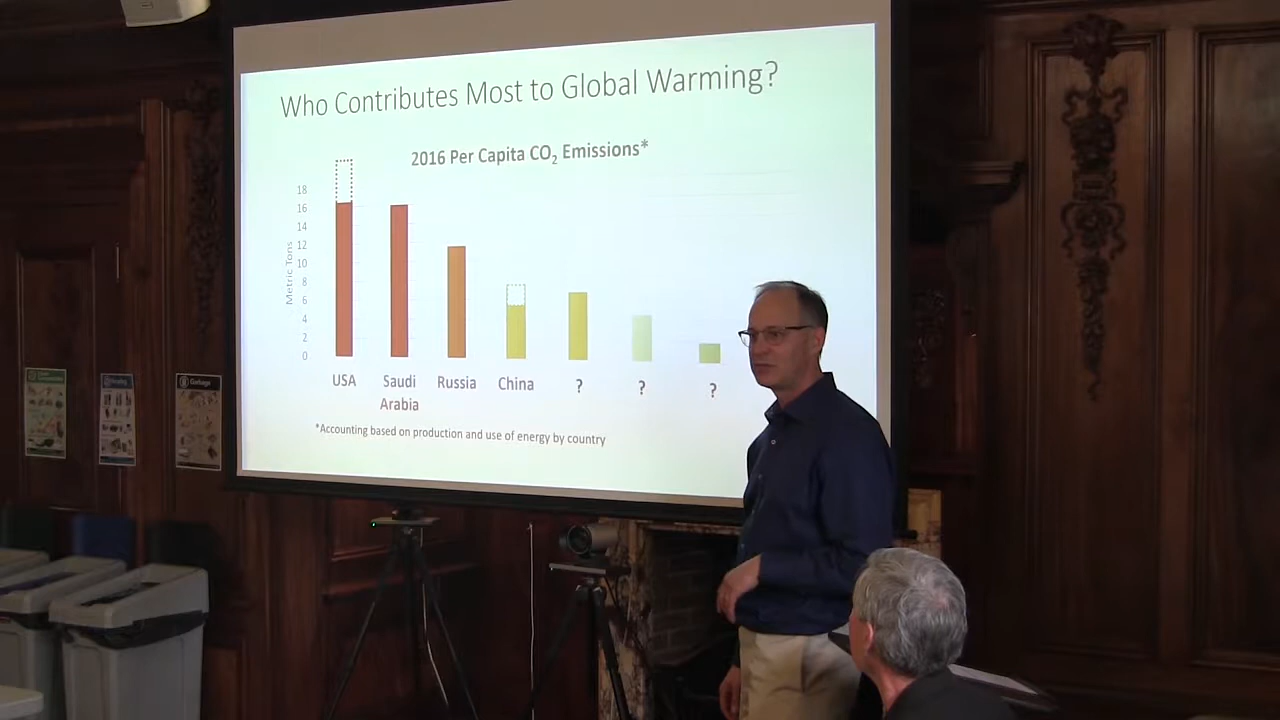 Who Contributes Most to Global Warming?
2016 Per Capita CO₂ Emissions*
18
16
14
12
10
8
6
4
2
0
Metric Tons
USA
Saudi
Arabia
Russia
China
?
?
?
*Accounting based on production and use of energy by country
Garbage